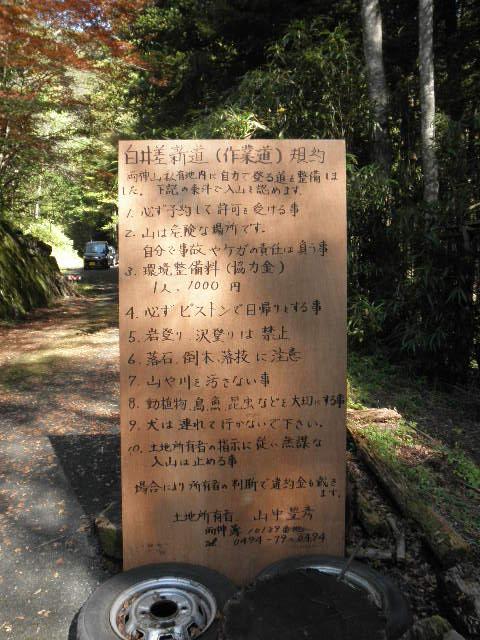 白井差新道(作業道)規約
両神山、私有地内に自力で登る道を整備しま
した。下記の条件で入山を認めます。
1. 必ず予約して許可を受ける事
2. 山は危険な場所です。
自分で事故やケガの責任は負う事
3. 環境整備料(協力金)
1人、1000円
4. 必ずピストンで日帰りとする事
5. 岩登り、沢登りは禁止
6. 落石、倒木、落枝に注意
7 山や川を汚さない事
8. 動植物、鳥、魚、昆虫などを大切にする事
9. 犬は連れて行かないで下さい。
10. 土地所有者の指示に従い無謀な
入山は止める事
場合により所有者の判断で違約金も戴き
ます。
土地所有者 山中豊彦
0494-79-0494